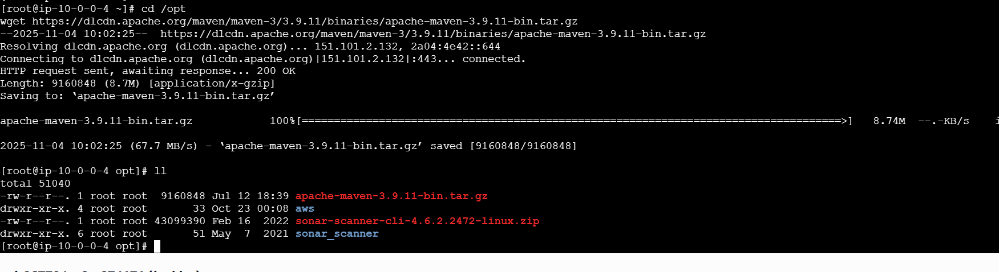 [root@ip-10-0-0-4 ~]# cd /opt
wget https://dlcdn.apache.org/maven/maven-3/3.9.11/binaries/apache-maven-3.9.11-bin.tar.gz
--2025-11-04 10:02:25--  https://dlcdn.apache.org/maven/maven-3/3.9.11/binaries/apache-maven-3.9.11-bin.tar.gz
Resolving dlcdn.apache.org (dlcdn.apache.org)... 151.101.2.132, 2a04:4e42::644
Connecting to dlcdn.apache.org (dlcdn.apache.org)|151.101.2.132|:443... connected.
HTTP request sent, awaiting response... 200 OK
Length: 9160848 (8.7M) [application/x-gzip]
Saving to: ‘apache-maven-3.9.11-bin.tar.gz’
apache-maven-3.9.11-bin.tar.gz            100%[====================================================================================>]   8.74M  --.-KB/s    i
2025-11-04 10:02:25 (67.7 MB/s) - ‘apache-maven-3.9.11-bin.tar.gz’ saved [9160848/9160848]
[root@ip-10-0-0-4 opt]# ll
total 51040
-rw-r--r--. 1 root root  9160848 Jul 12 18:39 apache-maven-3.9.11-bin.tar.gz
drwxr-xr-x. 4 root root       33 Oct 23 00:08 aws
-rw-r--r--. 1 root root 43099390 Feb 16  2022 sonar-scanner-cli-4.6.2.2472-linux.zip
drwxr-xr-x. 6 root root       51 May  7  2021 sonar_scanner
[root@ip-10-0-0-4 opt]#